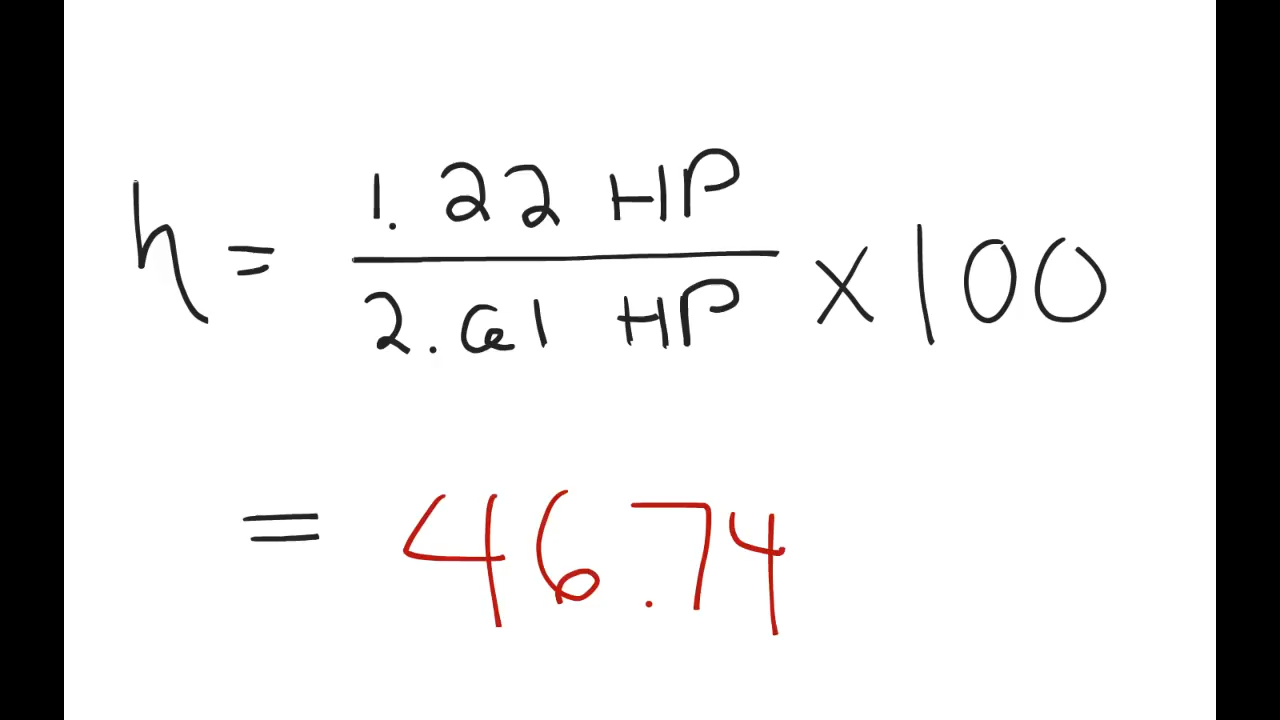 η = 1.22 HP / 2.61 HP × 100
= 46.74